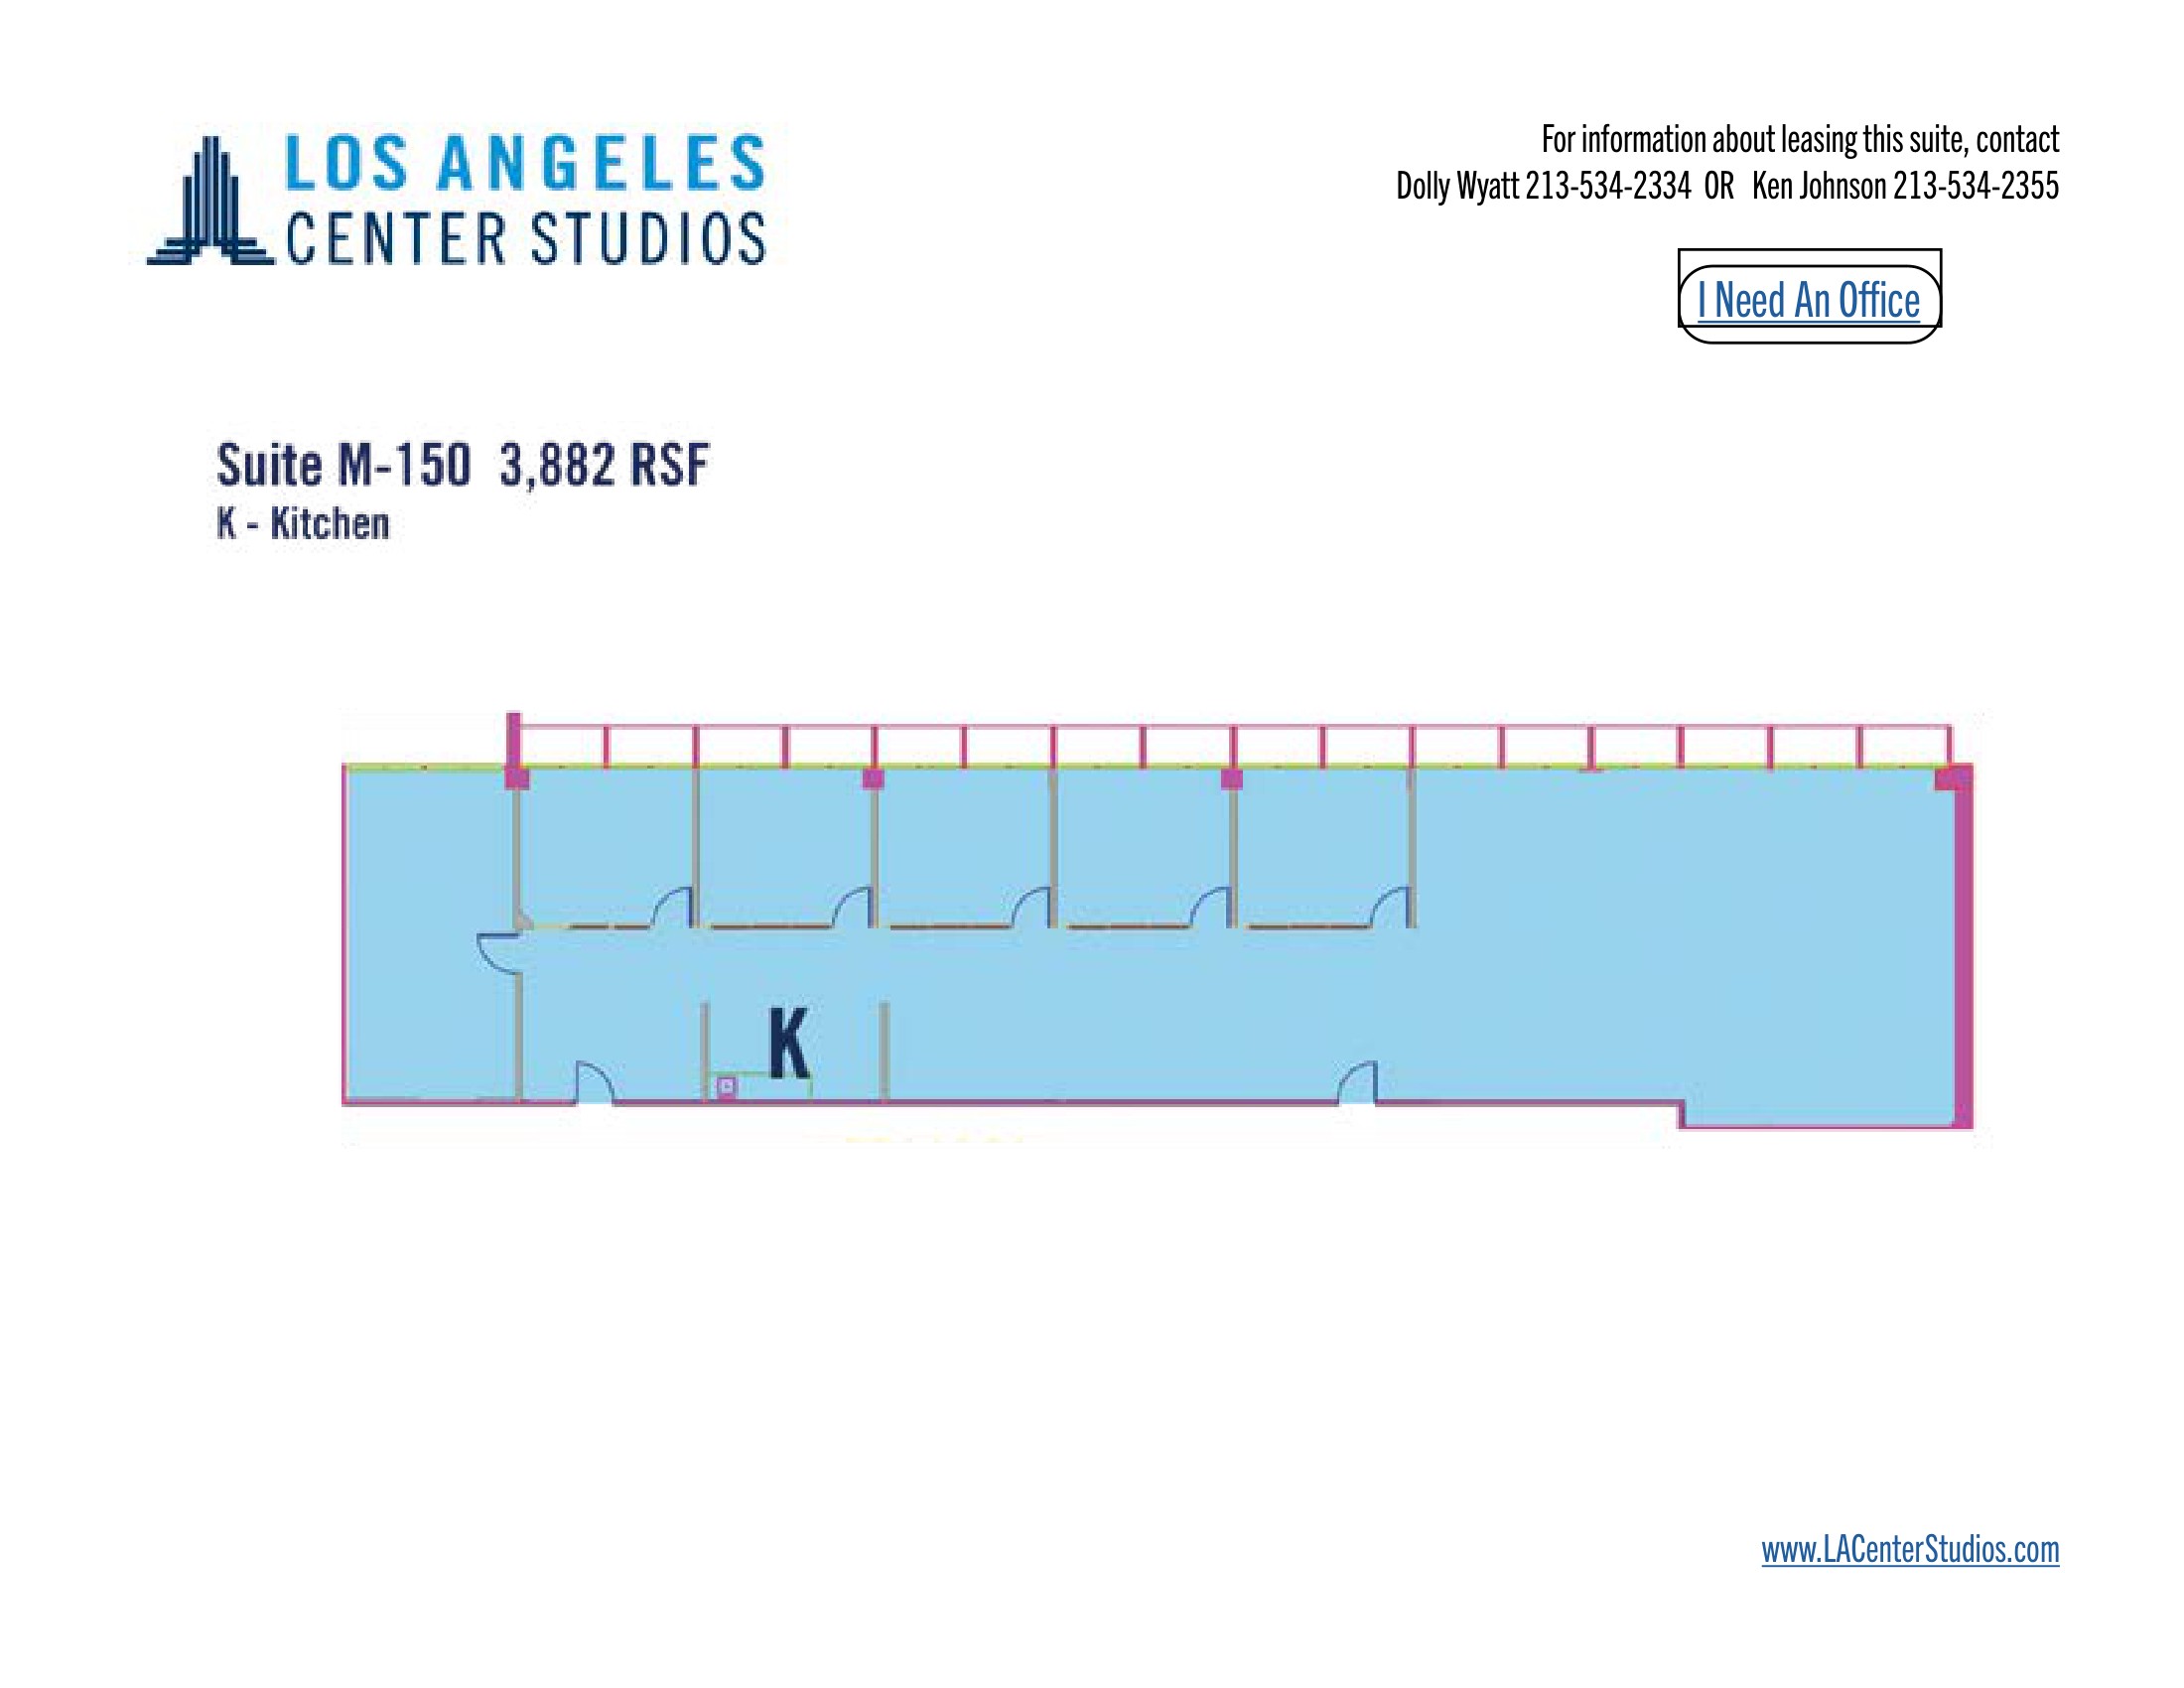 LOS ANGELES
CENTER STUDIOS
For information about leasing this suite, contact
Dolly Wyatt 213-534-2334 OR Ken Johnson 213-534-2355
I Need An Office
Suite M-150 3,882 RSF
K - Kitchen
K
www.LACenterStudios.com